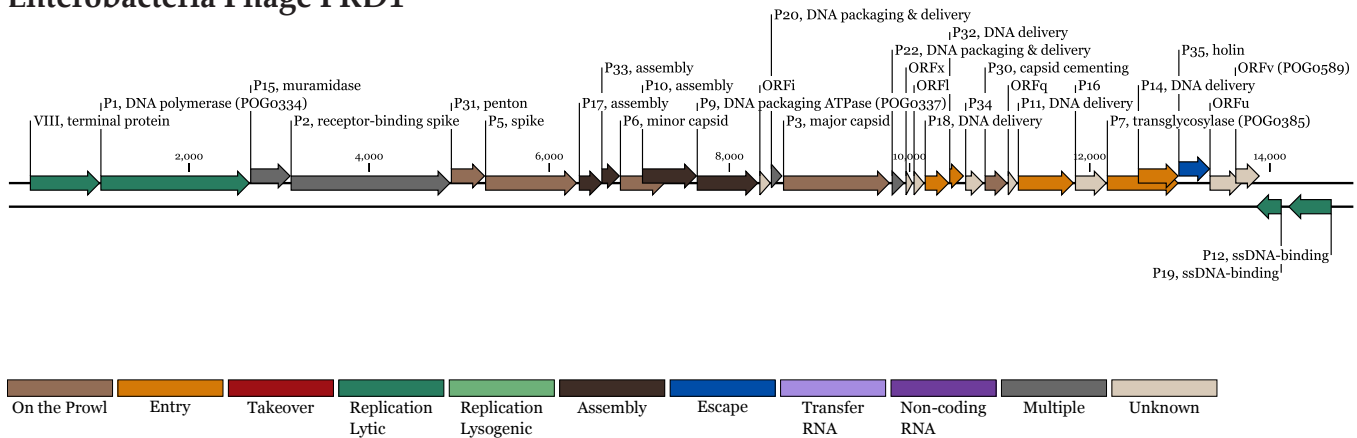 Enterobacteria Phage PRD1
P20, DNA packaging & delivery
P32, DNA delivery
P22, DNA packaging & delivery
P35, holin
P33, assembly
ORFx
P30, capsid cementing
ORFv (POG0589)
P15, muramidase
P10, assembly
ORFi
ORFl
ORFq
P16
P14, DNA delivery
P1, DNA polymerase (POG0334)
P31, penton
P17, assembly
P9, DNA packaging ATPase (POG0337)
P34
P11, DNA delivery
ORFu
VIII, terminal protein
P2, receptor-binding spike
P5, spike
P6, minor capsid
P3, major capsid
P18, DNA delivery
P7, transglycosylase (POG0385)
2,000
4,000
6,000
8,000
10,000
12,000
14,000
P12, ssDNA-binding
P19, ssDNA-binding
On the Prowl
Entry
Takeover
Replication
Lytic
Replication
Lysogenic
Assembly
Escape
Transfer
RNA
Non-coding
RNA
Multiple
Unknown